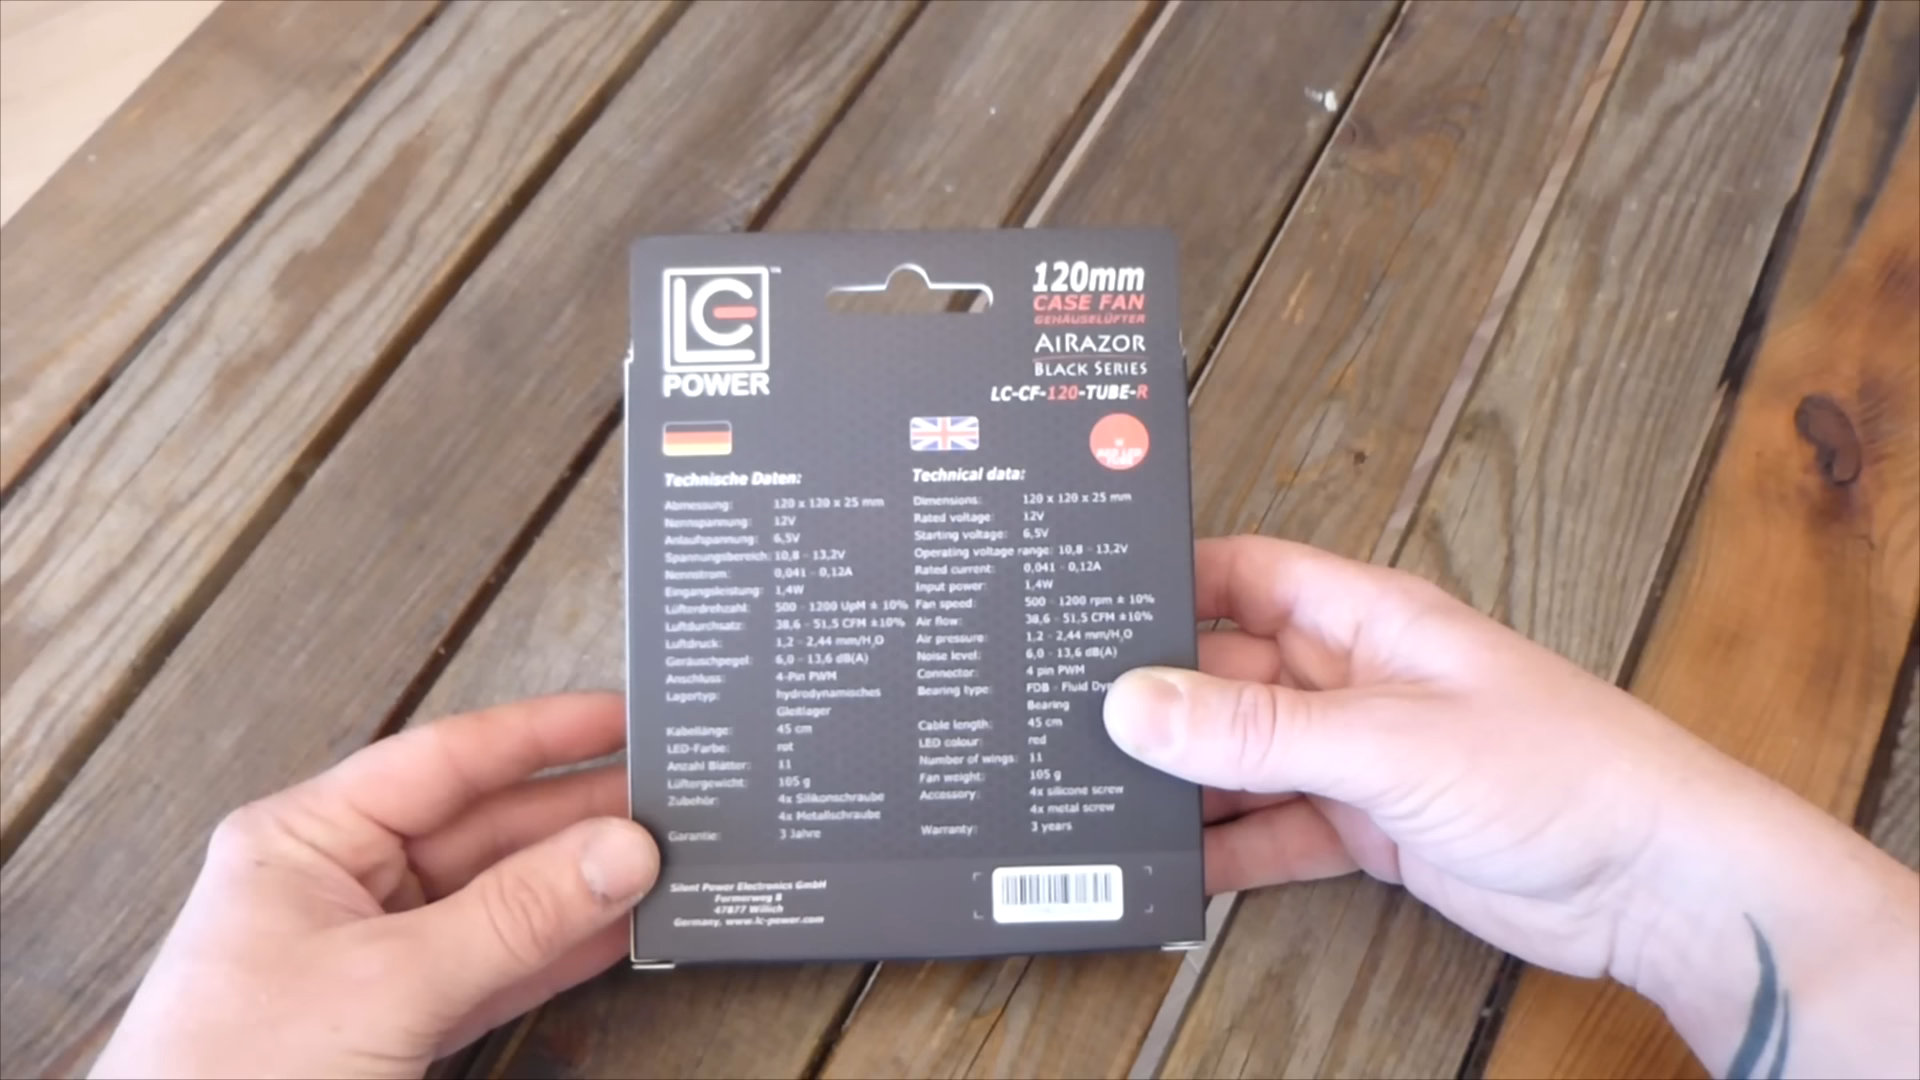 LC
POWER
™
120mm
CASE FAN
GEHÄUSELÜFTER
AIRAZOR
BLACK SERIES
LC-CF-120-TUBE-R
RED LED
TUBE
Technische Daten:
Abmessung: 120 x 120 x 25 mm
Nennspannung: 12V
Anlaufspannung: 6,5V
Spannungsbereich: 10,8 - 13,2V
Nennstrom: 0,041 - 0,12A
Eingangsleistung: 1,4W
Lüfterdrehzahl: 500 - 1200 UpM ± 10%
Luftdurchsatz: 38,6 - 51,5 CFM ±10%
Luftdruck: 1,2 - 2,44 mm/H₂O
Geräuschpegel: 6,0 - 13,6 dB(A)
Anschluss: 4-Pin PWM
Lagertyp: hydrodynamisches
Gleitlager
Kabellänge: 45 cm
LED-Farbe: rot
Anzahl Blätter: 11
Lüftergewicht: 105 g
Zubehör: 4x Silikonschraube
4x Metallschraube
Garantie: 3 Jahre
Technical data:
Dimensions: 120 x 120 x 25 mm
Rated voltage: 12V
Starting voltage: 6,5V
Operating voltage range: 10,8 - 13,2V
Rated current: 0,041 - 0,12A
Input power: 1,4W
Fan speed: 500 - 1200 rpm ± 10%
Air flow: 38,6 - 51,5 CFM ±10%
Air pressure: 1,2 - 2,44 mm/H₂O
Noise level: 6,0 - 13,6 dB(A)
Connector: 4 pin PWM
Bearing type: FDB - Fluid
Bearing
Cable length: 45 cm
LED colour: red
Number of wings: 11
Fan weight: 105 g
Accessory: 4x silicone screw
4x metal screw
Warranty: 3 years
Silent Power Electronics GmbH
Formerweg 8
47877 Willich
Germany, www.lc-power.com